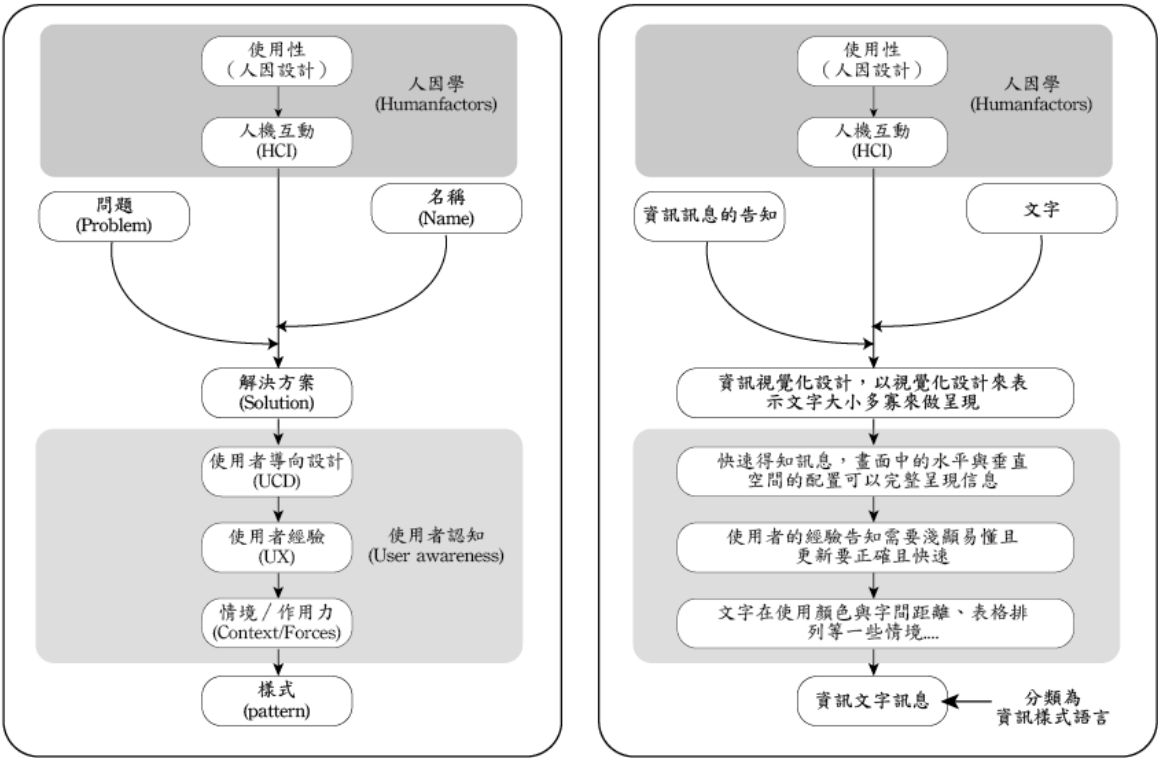 使用性
（人因設計）
人因學
(Humanfactors)
人機互動
(HCI)
問題
(Problem)
名稱
(Name)
解決方案
(Solution)
使用者導向設計
(UCD)
使用者經驗
(UX)
使用者認知
(User awareness)
情境／作用力
(Context/Forces)
樣式
(pattern)
使用性
（人因設計）
人因學
(Humanfactors)
人機互動
(HCI)
資訊訊息的告知
文字
資訊視覺化設計，以視覺化設計來表
示文字大小多寡來做呈現
快速得知訊息，畫面中的水平與垂直
空間的配置可以完整呈現信息
使用者的經驗告知需要淺顯易懂且
更新要正確且快速
文字在使用顏色與字間距離、表格排
列等一些情境....
資訊文字訊息
分類為
資訊樣式語言